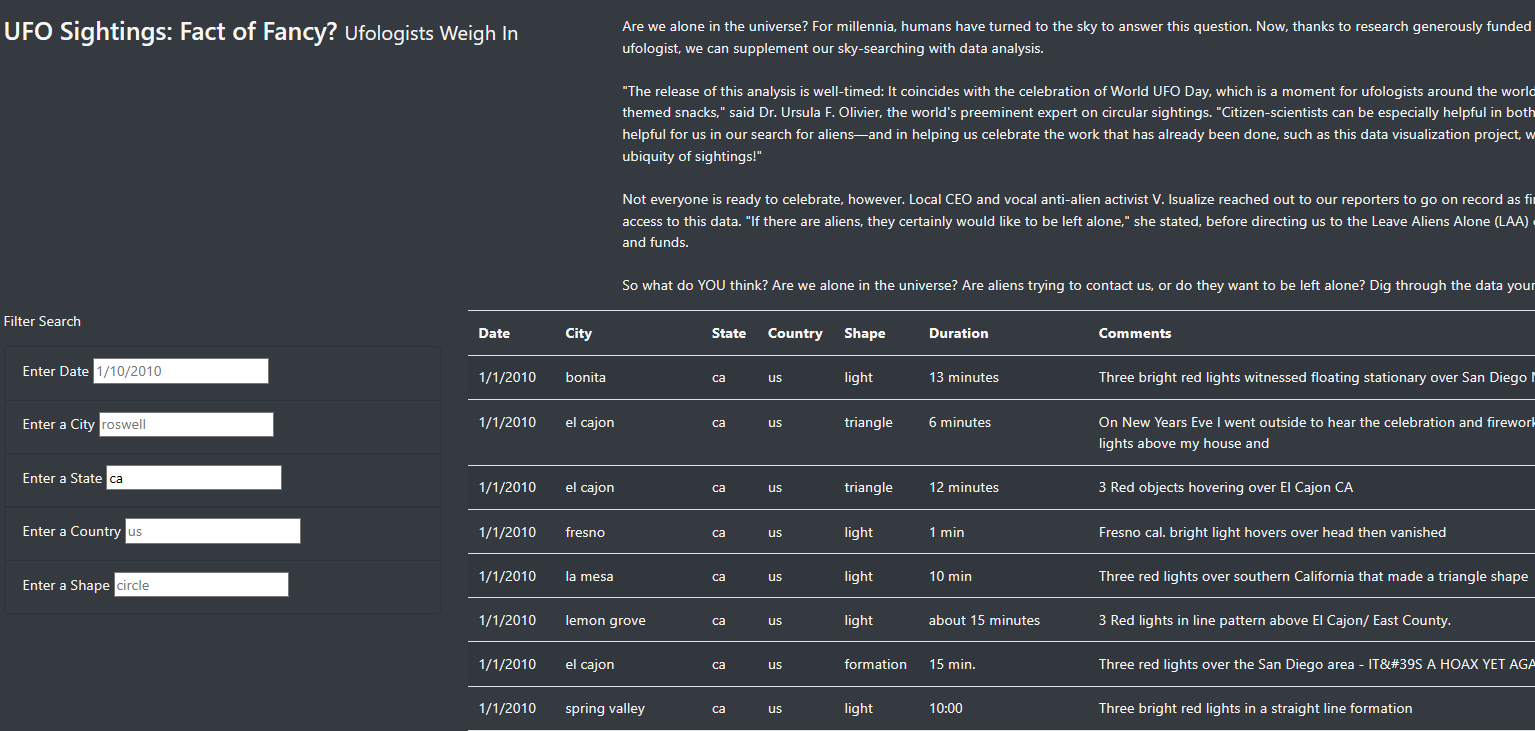 UFO Sightings: Fact of Fancy? Ufologists Weigh In
Are we alone in the universe? For millennia, humans have turned to the sky to answer this question. Now, thanks to research generously funded
ufologist, we can supplement our sky-searching with data analysis.
"The release of this analysis is well-timed: It coincides with the celebration of World UFO Day, which is a moment for ufologists around the world
themed snacks," said Dr. Ursula F. Olivier, the world's preeminent expert on circular sightings. "Citizen-scientists can be especially helpful in both
helpful for us in our search for aliens—and in helping us celebrate the work that has already been done, such as this data visualization project,
ubiquity of sightings!"
Not everyone is ready to celebrate, however. Local CEO and vocal anti-alien activist V. Isualize reached out to our reporters to go on record as
access to this data. "If there are aliens, they certainly would like to be left alone," she stated, before directing us to the Leave Aliens Alone (LAA)
and funds.
So what do YOU think? Are we alone in the universe? Are aliens trying to contact us, or do they want to be left alone? Dig through the data
Filter Search
Enter Date 1/10/2010
Enter a City roswell
Enter a State ca
Enter a Country us
Enter a Shape circle
Date City State Country Shape Duration Comments
1/1/2010 bonita ca us light 13 minutes Three bright red lights witnessed floating stationary over San Diego
1/1/2010 el cajon ca us triangle 6 minutes On New Years Eve I went outside to hear the celebration and
lights above my house and
1/1/2010 el cajon ca us triangle 12 minutes 3 Red objects hovering over El Cajon CA
1/1/2010 fresno ca us light 1 min Fresno cal. bright light hovers over head then vanished
1/1/2010 la mesa ca us light 10 min Three red lights over southern California that made a triangle shape
1/1/2010 lemon grove ca us light about 15 minutes 3 Red lights in line pattern above El Cajon/ East County.
1/1/2010 el cajon ca us formation 15 min. Three red lights over the San Diego area - IT&#39S A HOAX YET
1/1/2010 spring valley ca us light 10:00 Three bright red lights in a straight line formation